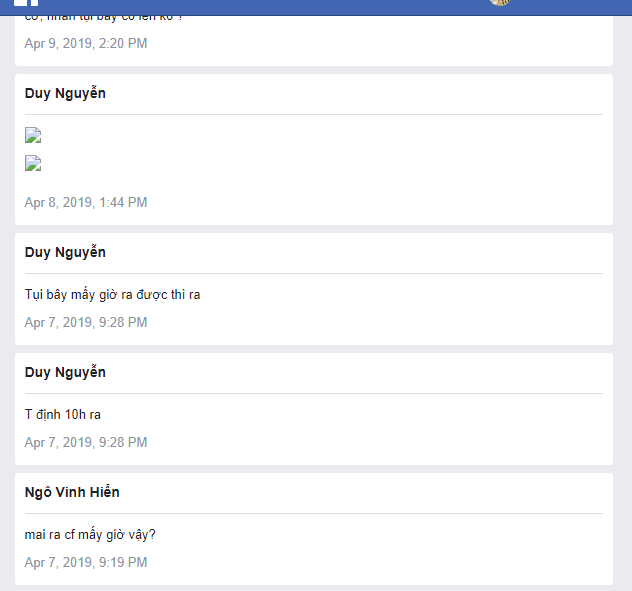 Apr 9, 2019, 2:20 PM
Duy Nguyễn
Apr 8, 2019, 1:44 PM
Duy Nguyễn
Tụi bây mấy giờ ra được thì ra
Apr 7, 2019, 9:28 PM
Duy Nguyễn
T định 10h ra
Apr 7, 2019, 9:28 PM
Ngô Vinh Hiển
mai ra cf mấy giờ vậy?
Apr 7, 2019, 9:19 PM